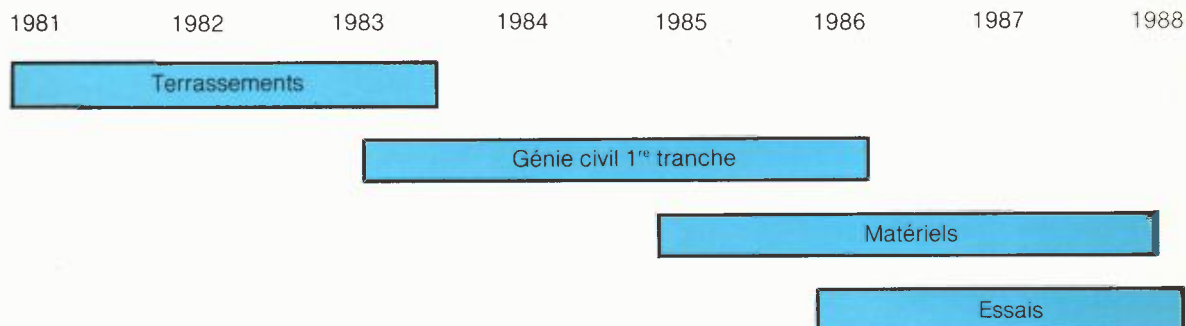 1981 1982 1983 1984 1985 1986 1987 1988
Terrassements
Génie civil 1re tranche
Matériels
Essais